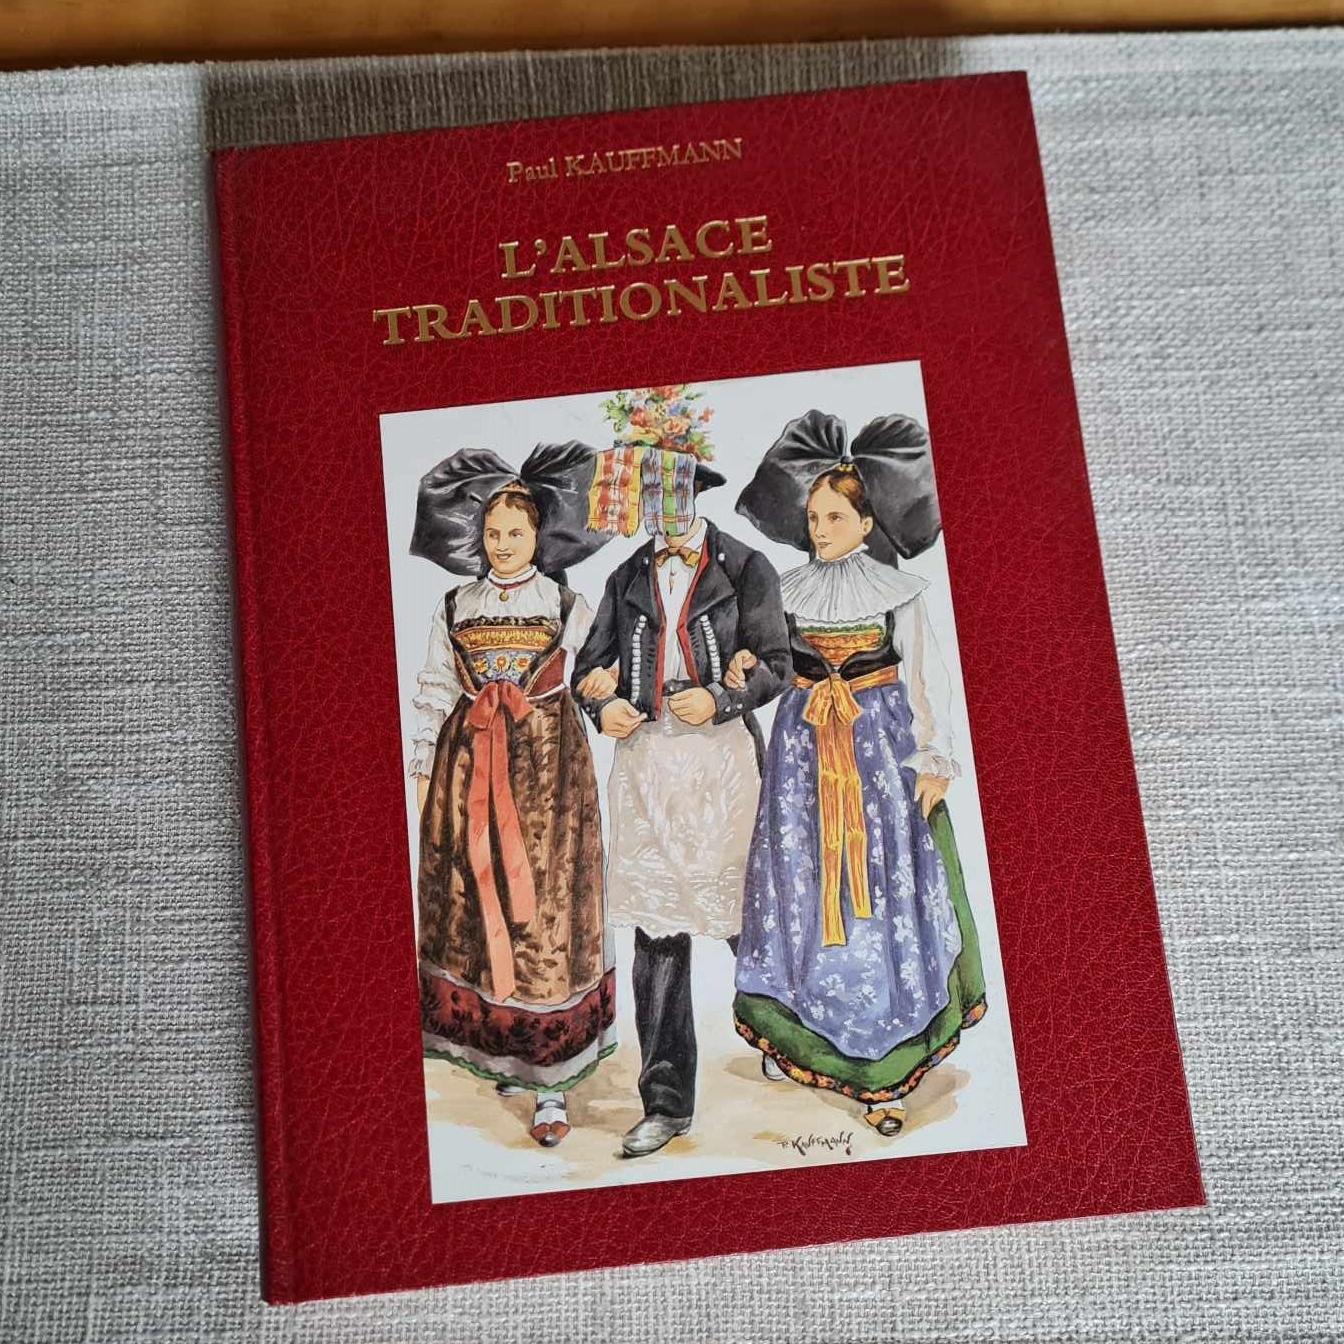 Paul KAUFFMANN
L'ALSACE
TRADITIONALISTE
P. KAUFFMANN